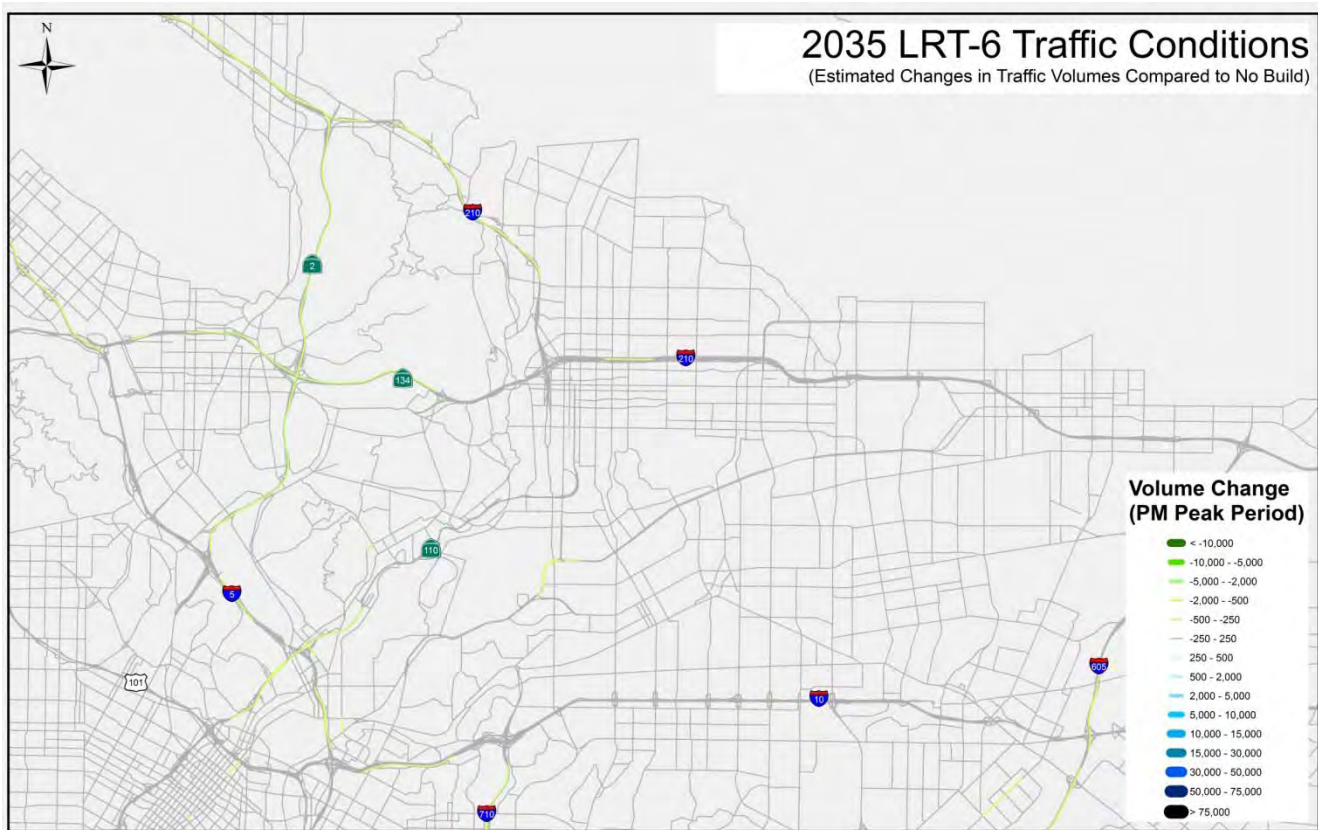 N
2035 LRT-6 Traffic Conditions
(Estimated Changes in Traffic Volumes Compared to No Build)
210
2
210
134
110
5
605
101
10
710
Volume Change
(PM Peak Period)
< -10,000
-10,000 - -5,000
-5,000 - -2,000
-2,000 - -500
-500 - -250
-250 - 250
250 - 500
500 - 2,000
2,000 - 5,000
5,000 - 10,000
10,000 - 15,000
15,000 - 30,000
30,000 - 50,000
50,000 - 75,000
> 75,000